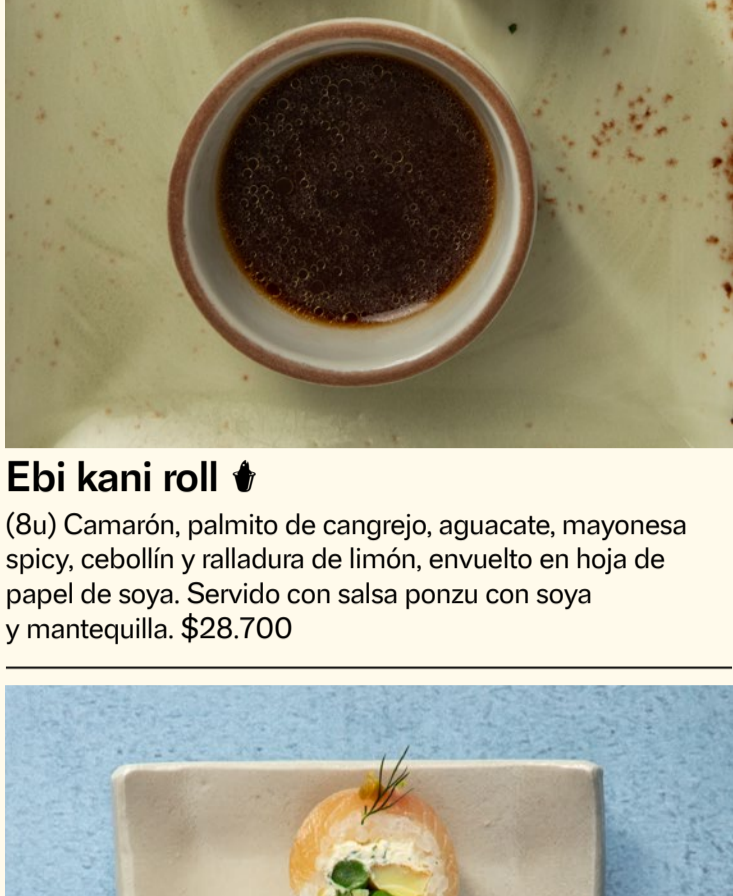 Ebi kani roll
(8u) Camarón, palmito de cangrejo, aguacate, mayonesa
spicy, cebollín y ralladura de limón, envuelto en hoja de
papel de soya. Servido con salsa ponzu con soya
y mantequilla. $28.700